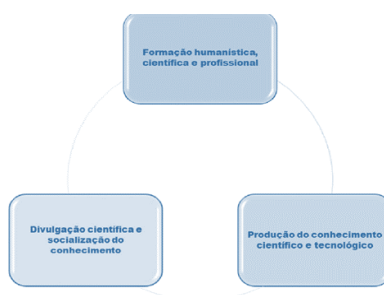 Formação humanística,
científica e profissional
Divulgação científica e
socialização do
conhecimento
Produção do conhecimento
científico e tecnológico